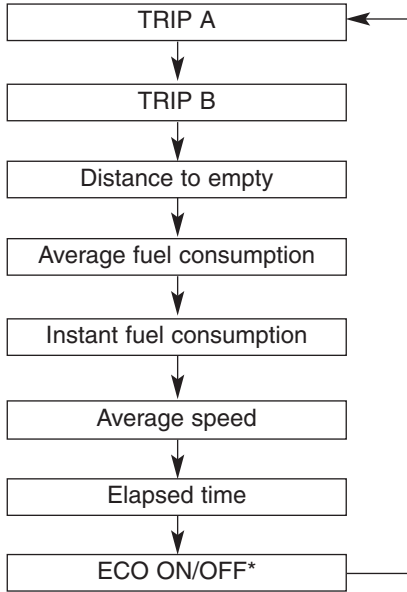 TRIP A
TRIP B
Distance to empty
Average fuel consumption
Instant fuel consumption
Average speed
Elapsed time
ECO ON/OFF*